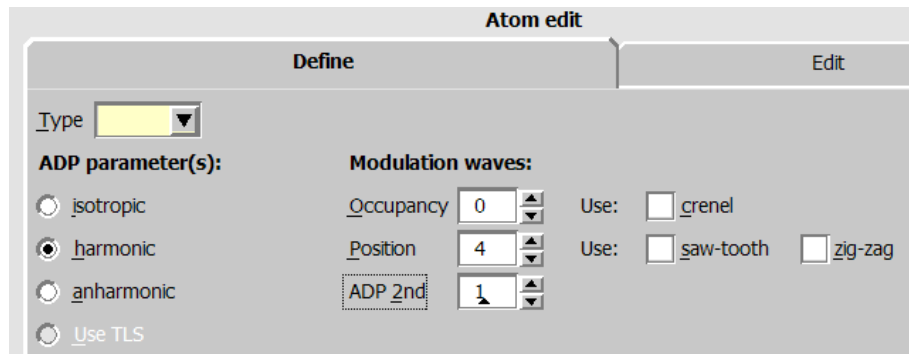 Atom edit
Define Edit
Type
ADP parameter(s): Modulation waves:
isotropic Occupancy 0 Use: crenel
harmonic Position 4 Use: saw-tooth zig-zag
anharmonic ADP 2nd 1
Use TLS